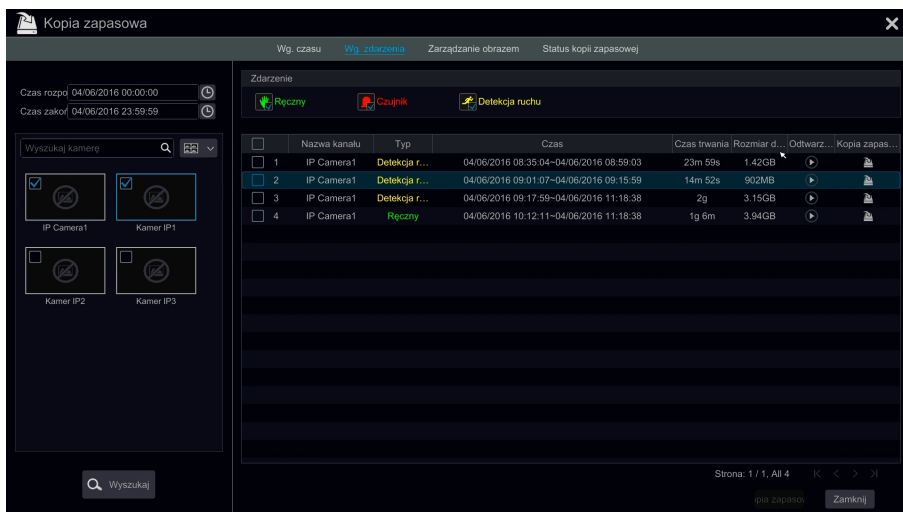 Kopia zapasowa
Wg. czasu Wg. zdarzenia Zarządzanie obrazem Status kopii zapasowej
Czas rozpo 04/06/2016 00:00:00
Czas zakoń 04/06/2016 23:59:59
Wyszukaj kamerę
IP Camera1 Kamer IP1
Kamer IP2 Kamer IP3
Wyszukaj
Zdarzenie
Ręczny Czujnik Detekcja ruchu
Nazwa kanału Typ Czas Czas trwania Rozmiar d... Odtwarz... Kopia zapas...
1 IP Camera1 Detekcja r... 04/06/2016 08:35:04~04/06/2016 08:59:03 23m 59s 1.42GB
2 IP Camera1 Detekcja r... 04/06/2016 09:01:07~04/06/2016 09:15:59 14m 52s 902MB
3 IP Camera1 Detekcja r... 04/06/2016 09:17:59~04/06/2016 11:18:38 2g 3.15GB
4 IP Camera1 Ręczny 04/06/2016 10:12:11~04/06/2016 11:18:38 1g 6m 3.94GB
Strona: 1 / 1, All 4
opia zapasov Zamknij